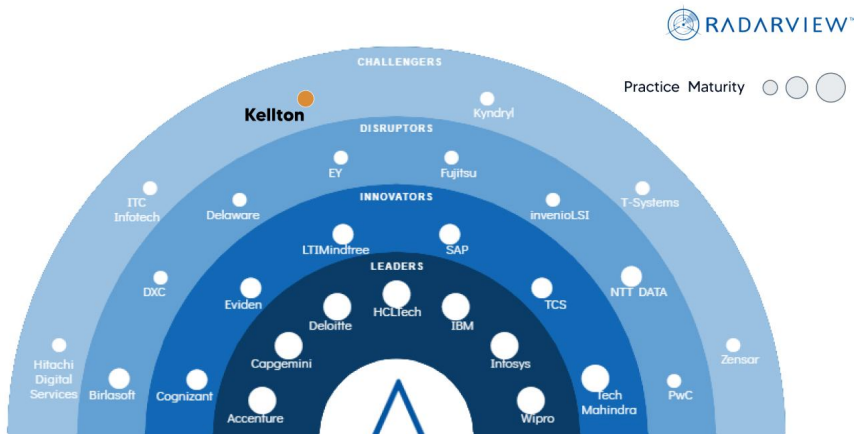 RADARVIEW
Practice Maturity
CHALLENGERS
Kellton
Kyndryl
DISRUPTORS
EY
Fujitsu
ITC
Infotech
Delaware
invenioLSI
T-Systems
INNOVATORS
LTIMindtree
SAP
DXC
Eviden
TCS
NTT DATA
LEADERS
Deloitte
HCLTech
IBM
Capgemini
Infosys
Hitachi
Digital
Services
Birlasoft
Cognizant
Accenture
Wipro
Tech
Mahindra
PwC
Zensar